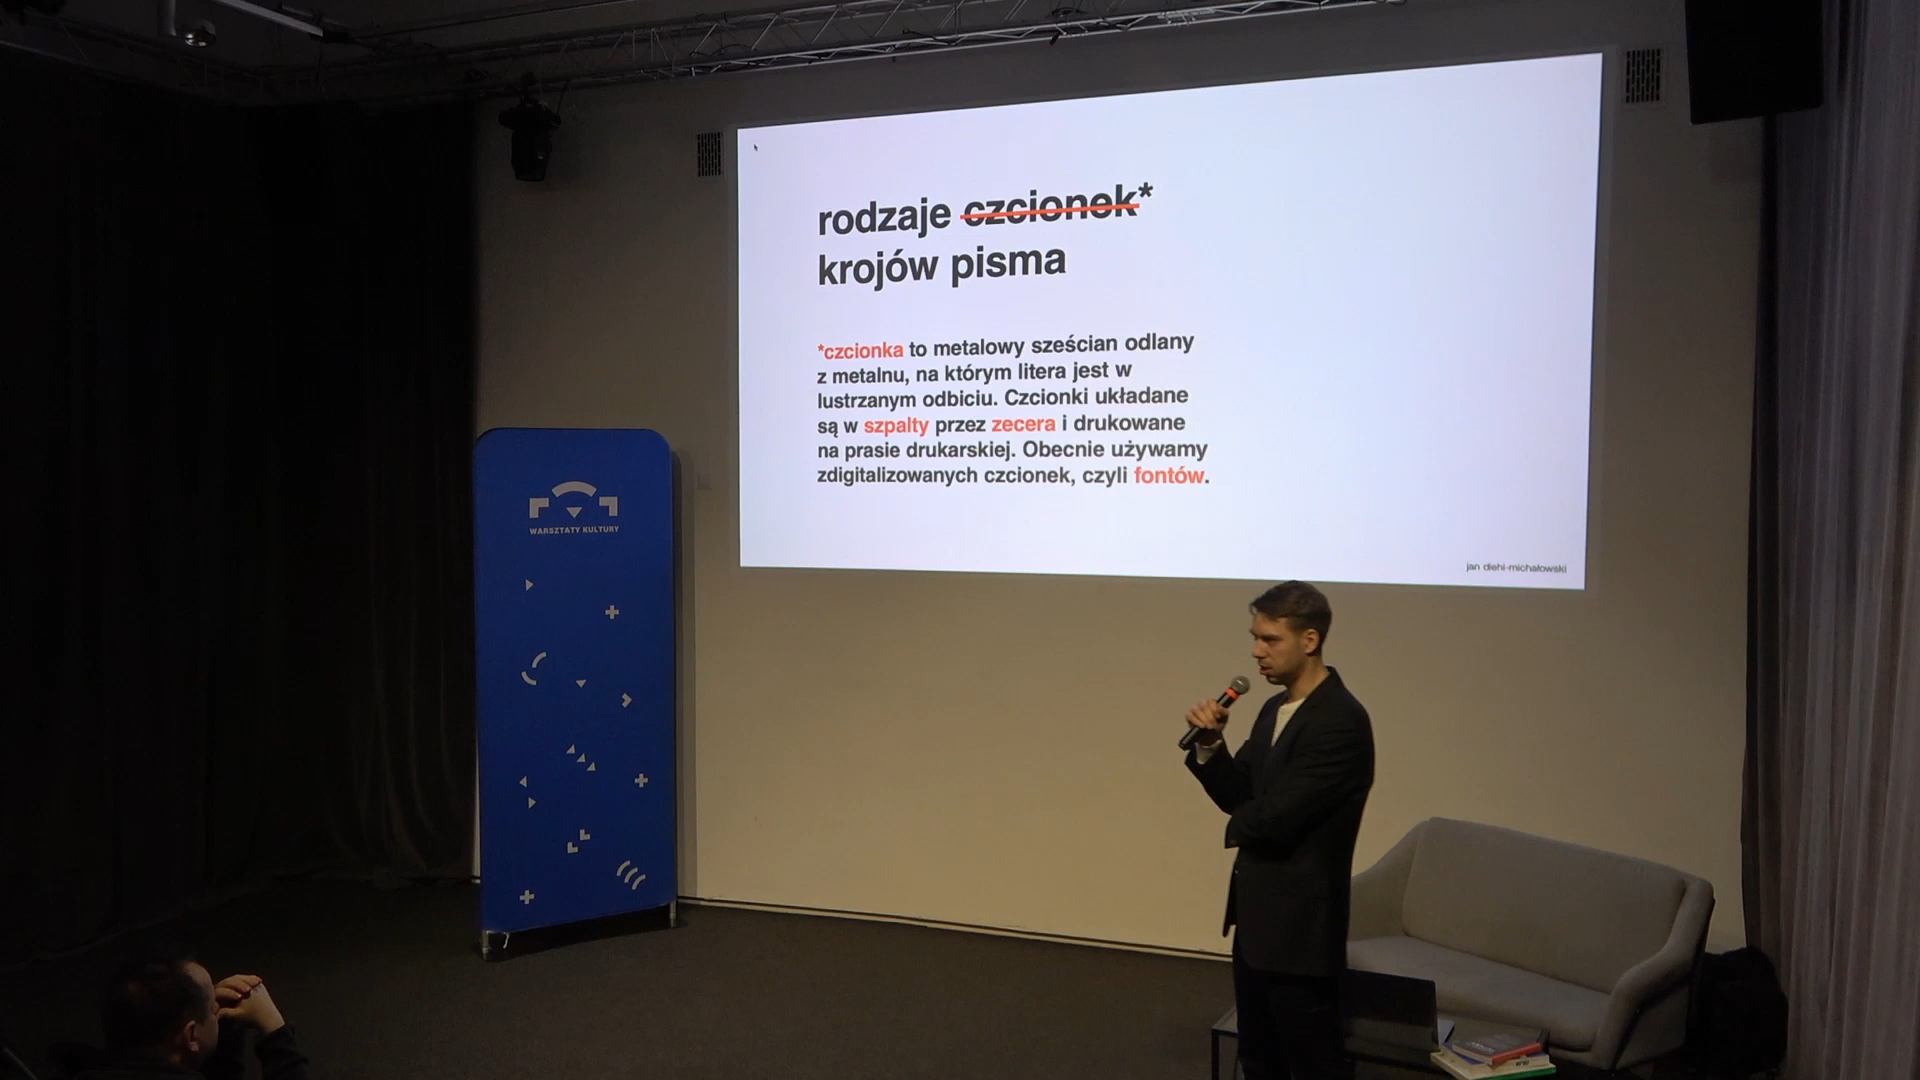 rodzaje czcionek*
krojów pisma
*czcionka to metalowy sześcian odlany
z metalnu, na którym litera jest w
lustrzanym odbiciu. Czcionki układane
są w szpalty przez zecera i drukowane
na prasie drukarskiej. Obecnie używamy
zdigitalizowanych czcionek, czyli fontów.
jan diehl-michałowski
WARSZTATY KULTURY